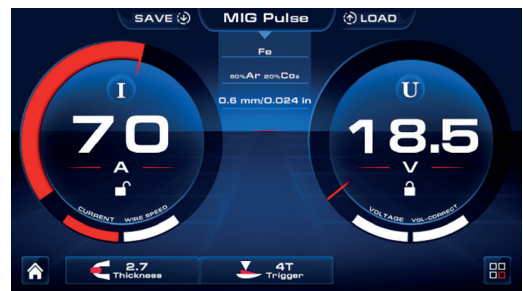 SAVE
MIG Pulse
LOAD
Fe
80%Ar 20%Co₂
0.6 mm/0.024 in
I
70
A
CURRENT WIRE SPEED
U
18.5
V
VOLTAGE VOL-CORRECT
2.7
Thickness
4T
Trigger